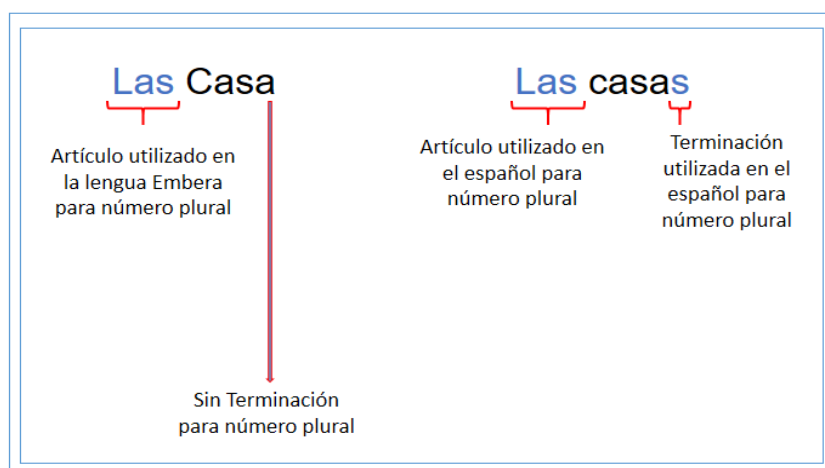 Las Casa
Artículo utilizado en
la lengua Embera
para número plural
Sin Terminación
para número plural
Las casas
Artículo utilizado en
el español para
número plural
Terminación
utilizada en el
español para
número plural